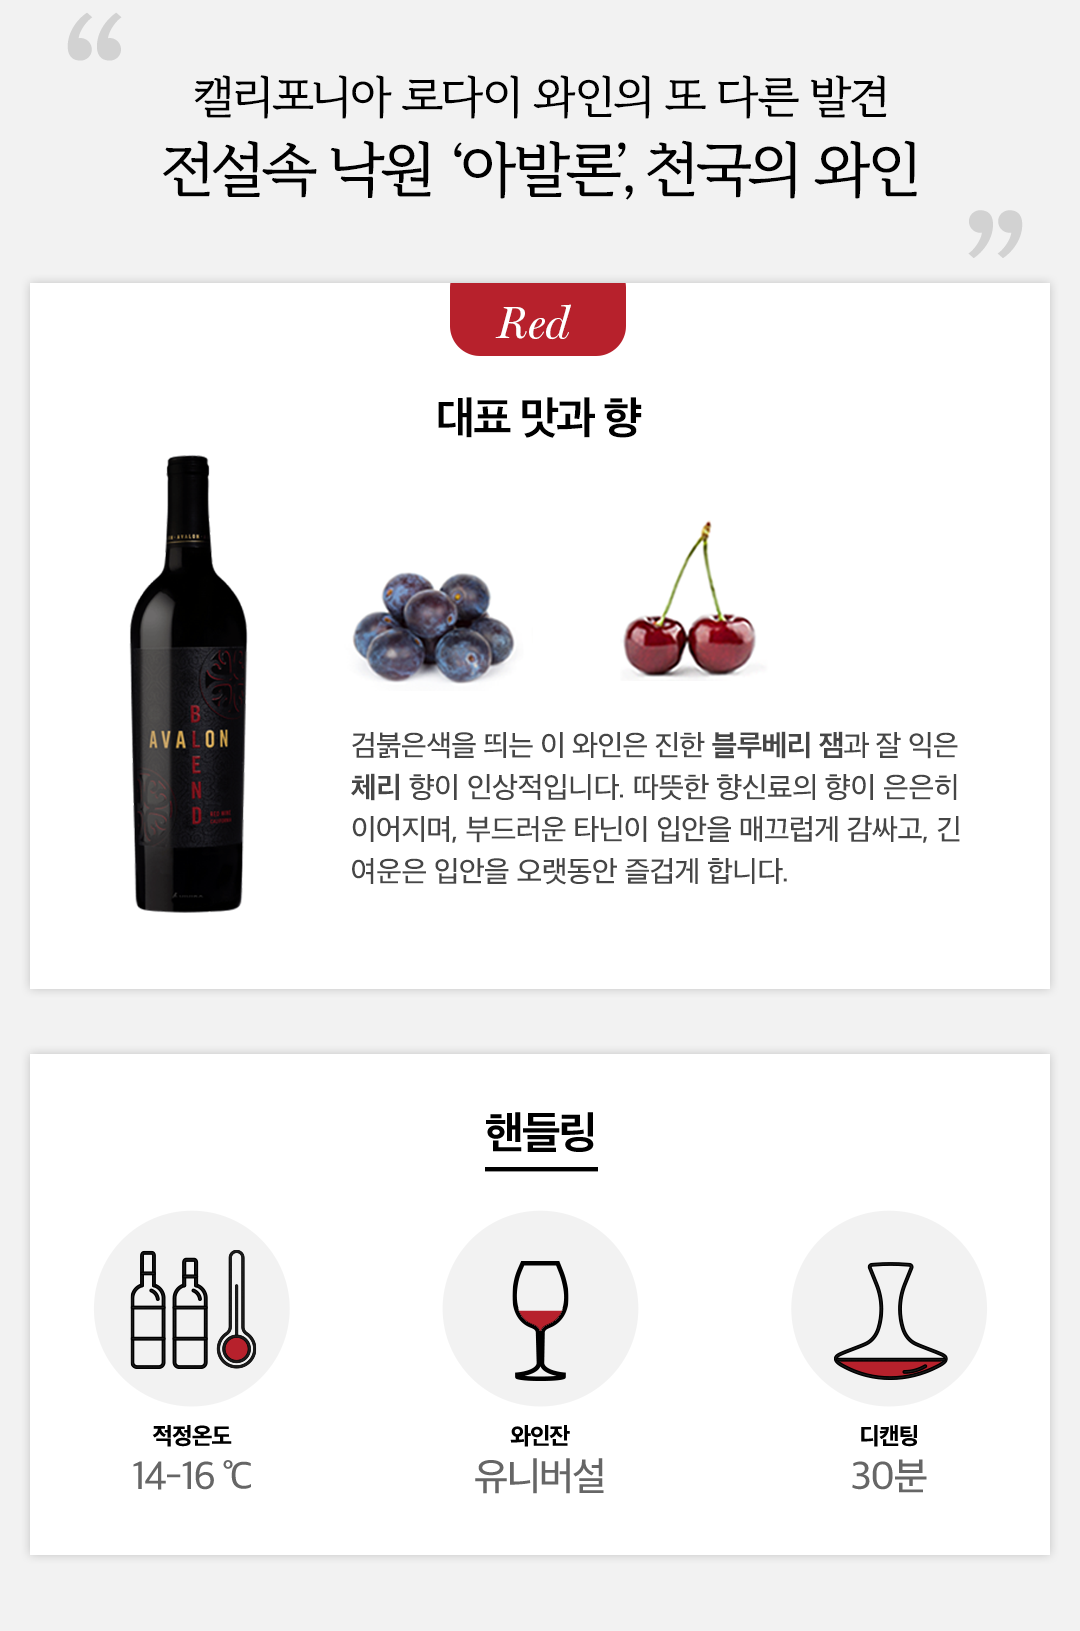 “
캘리포니아 로다이 와인의 또 다른 발견
전설속 낙원 ‘아발론’, 천국의 와인
”
Red
대표 맛과 향
AVALON
BLEND
RED WINE
CALIFORNIA
검붉은색을 띄는 이 와인은 진한 블루베리 잼과 잘 익은
체리 향이 인상적입니다. 따뜻한 향신료의 향이 은은히
이어지며, 부드러운 타닌이 입안을 매끄럽게 감싸고, 긴
여운은 입안을 오랫동안 즐겁게 합니다.
핸들링
적정온도
14-16 ℃
와인잔
유니버설
디캔팅
30분